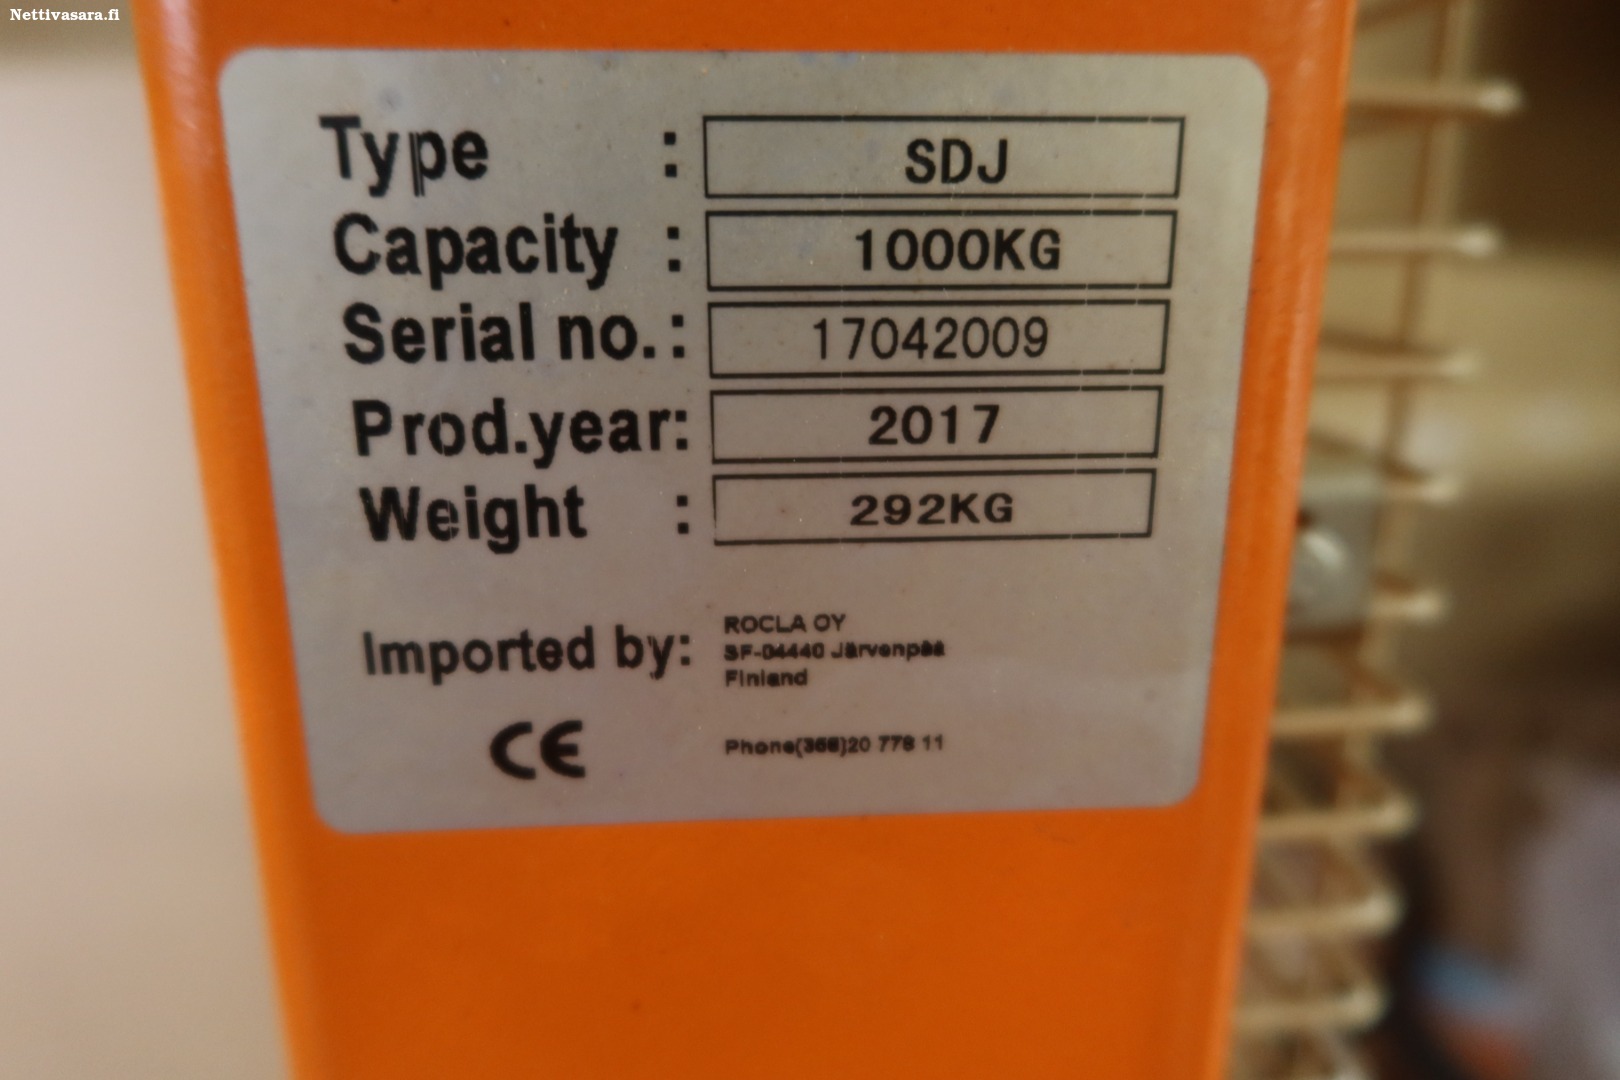 Nettivasara.fi
Type : SDJ
Capacity : 1000KG
Serial no. : 17042009
Prod.year: 2017
Weight : 292KG
Imported by: ROCLA OY
SF-04440 Järvenpää
Finland
CE
Phone(358)20 778 11